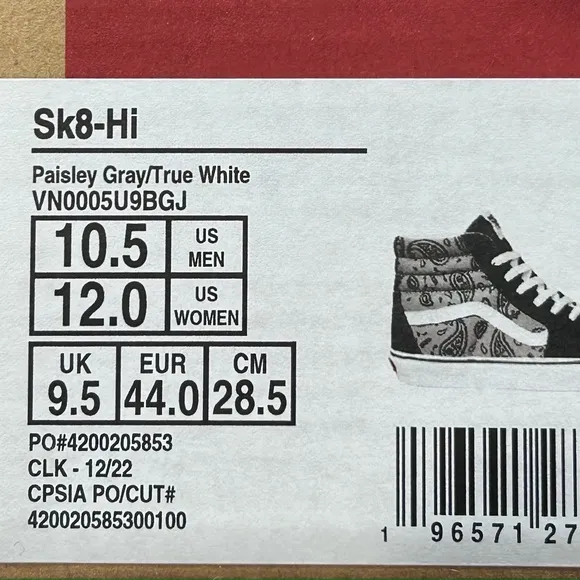 Sk8-Hi
Paisley Gray/True White
VN0005U9BGJ
10.5 US MEN
12.0 US WOMEN
UK EUR CM
9.5 44.0 28.5
PO#4200205853
CLK - 12/22
CPSIA PO/CUT#
420020585300100
1 96571 27